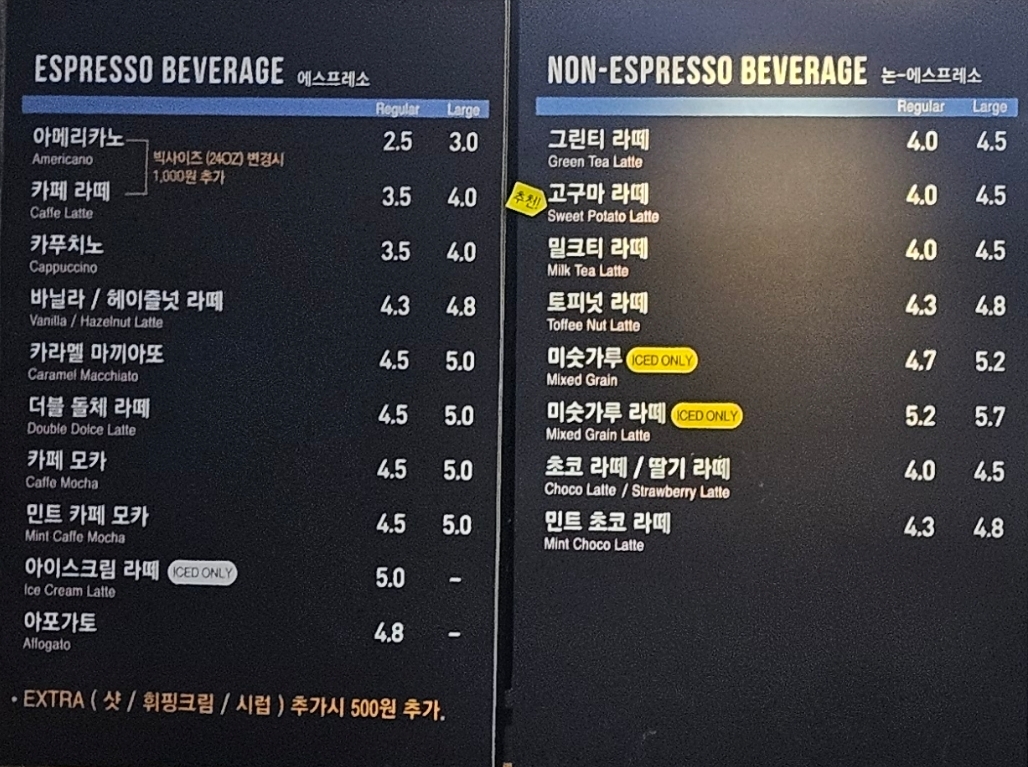 ESPRESSO BEVERAGE 에스프레소
Regular Large
아메리카노 2.5 3.0
Americano
빅사이즈 (24OZ) 변경시
1,000원 추가
카페 라떼 3.5 4.0
Caffe Latte
카푸치노 3.5 4.0
Cappuccino
바닐라 / 헤이즐넛 라떼 4.3 4.8
Vanilla / Hazelnut Latte
카라멜 마끼아또 4.5 5.0
Caramel Macchiato
더블 돌체 라떼 4.5 5.0
Double Dolce Latte
카페 모카 4.5 5.0
Caffe Mocha
민트 카페 모카 4.5 5.0
Mint Caffe Mocha
아이스크림 라떼 ICED ONLY 5.0 –
Ice Cream Latte
아포가토 4.8 –
Affogato
• EXTRA ( 샷 / 휘핑크림 / 시럽 ) 추가시 500원 추가.
NON-ESPRESSO BEVERAGE 논-에스프레소
Regular Large
그린티 라떼 4.0 4.5
Green Tea Latte
추천! 고구마 라떼 4.0 4.5
Sweet Potato Latte
밀크티 라떼 4.0 4.5
Milk Tea Latte
토피넛 라떼 4.3 4.8
Toffee Nut Latte
미숫가루 ICED ONLY 4.7 5.2
Mixed Grain
미숫가루 라떼 ICED ONLY 5.2 5.7
Mixed Grain Latte
초코 라떼 / 딸기 라떼 4.0 4.5
Choco Latte / Strawberry Latte
민트 초코 라떼 4.3 4.8
Mint Choco Latte